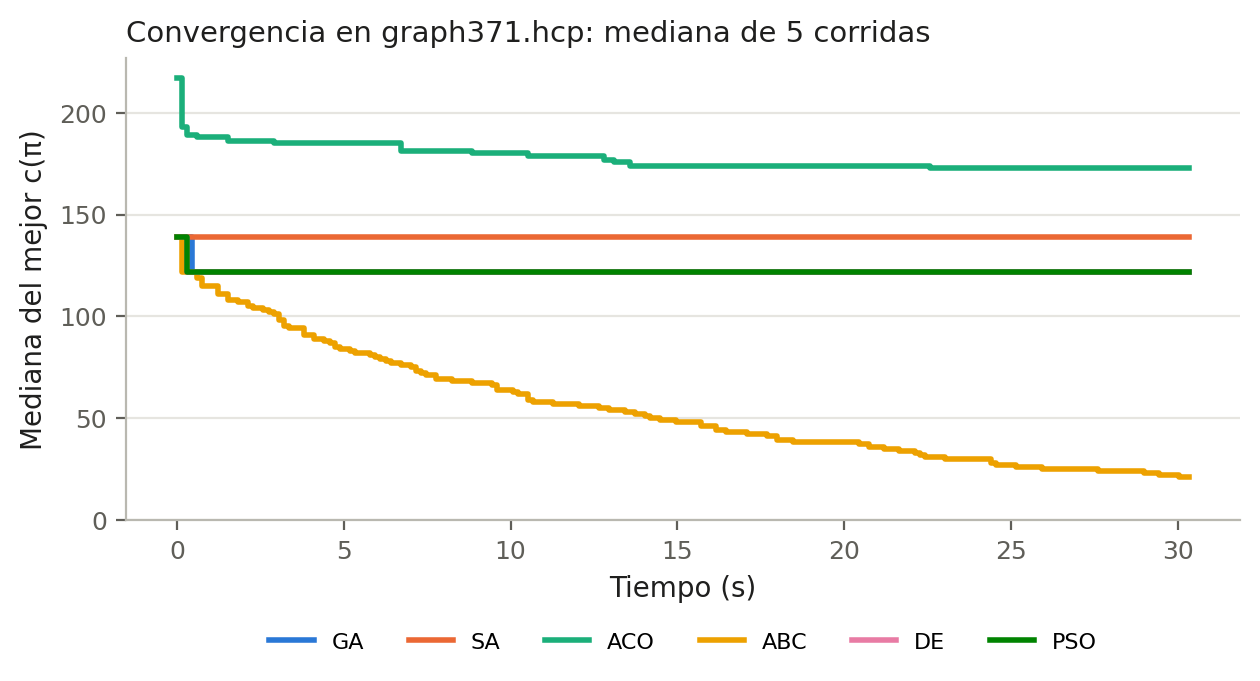 Convergencia en graph371.hcp: mediana de 5 corridas
Mediana del mejor c(π)
200
150
100
50
0
0 5 10 15 20 25 30
Tiempo (s)
GA SA ACO ABC DE PSO